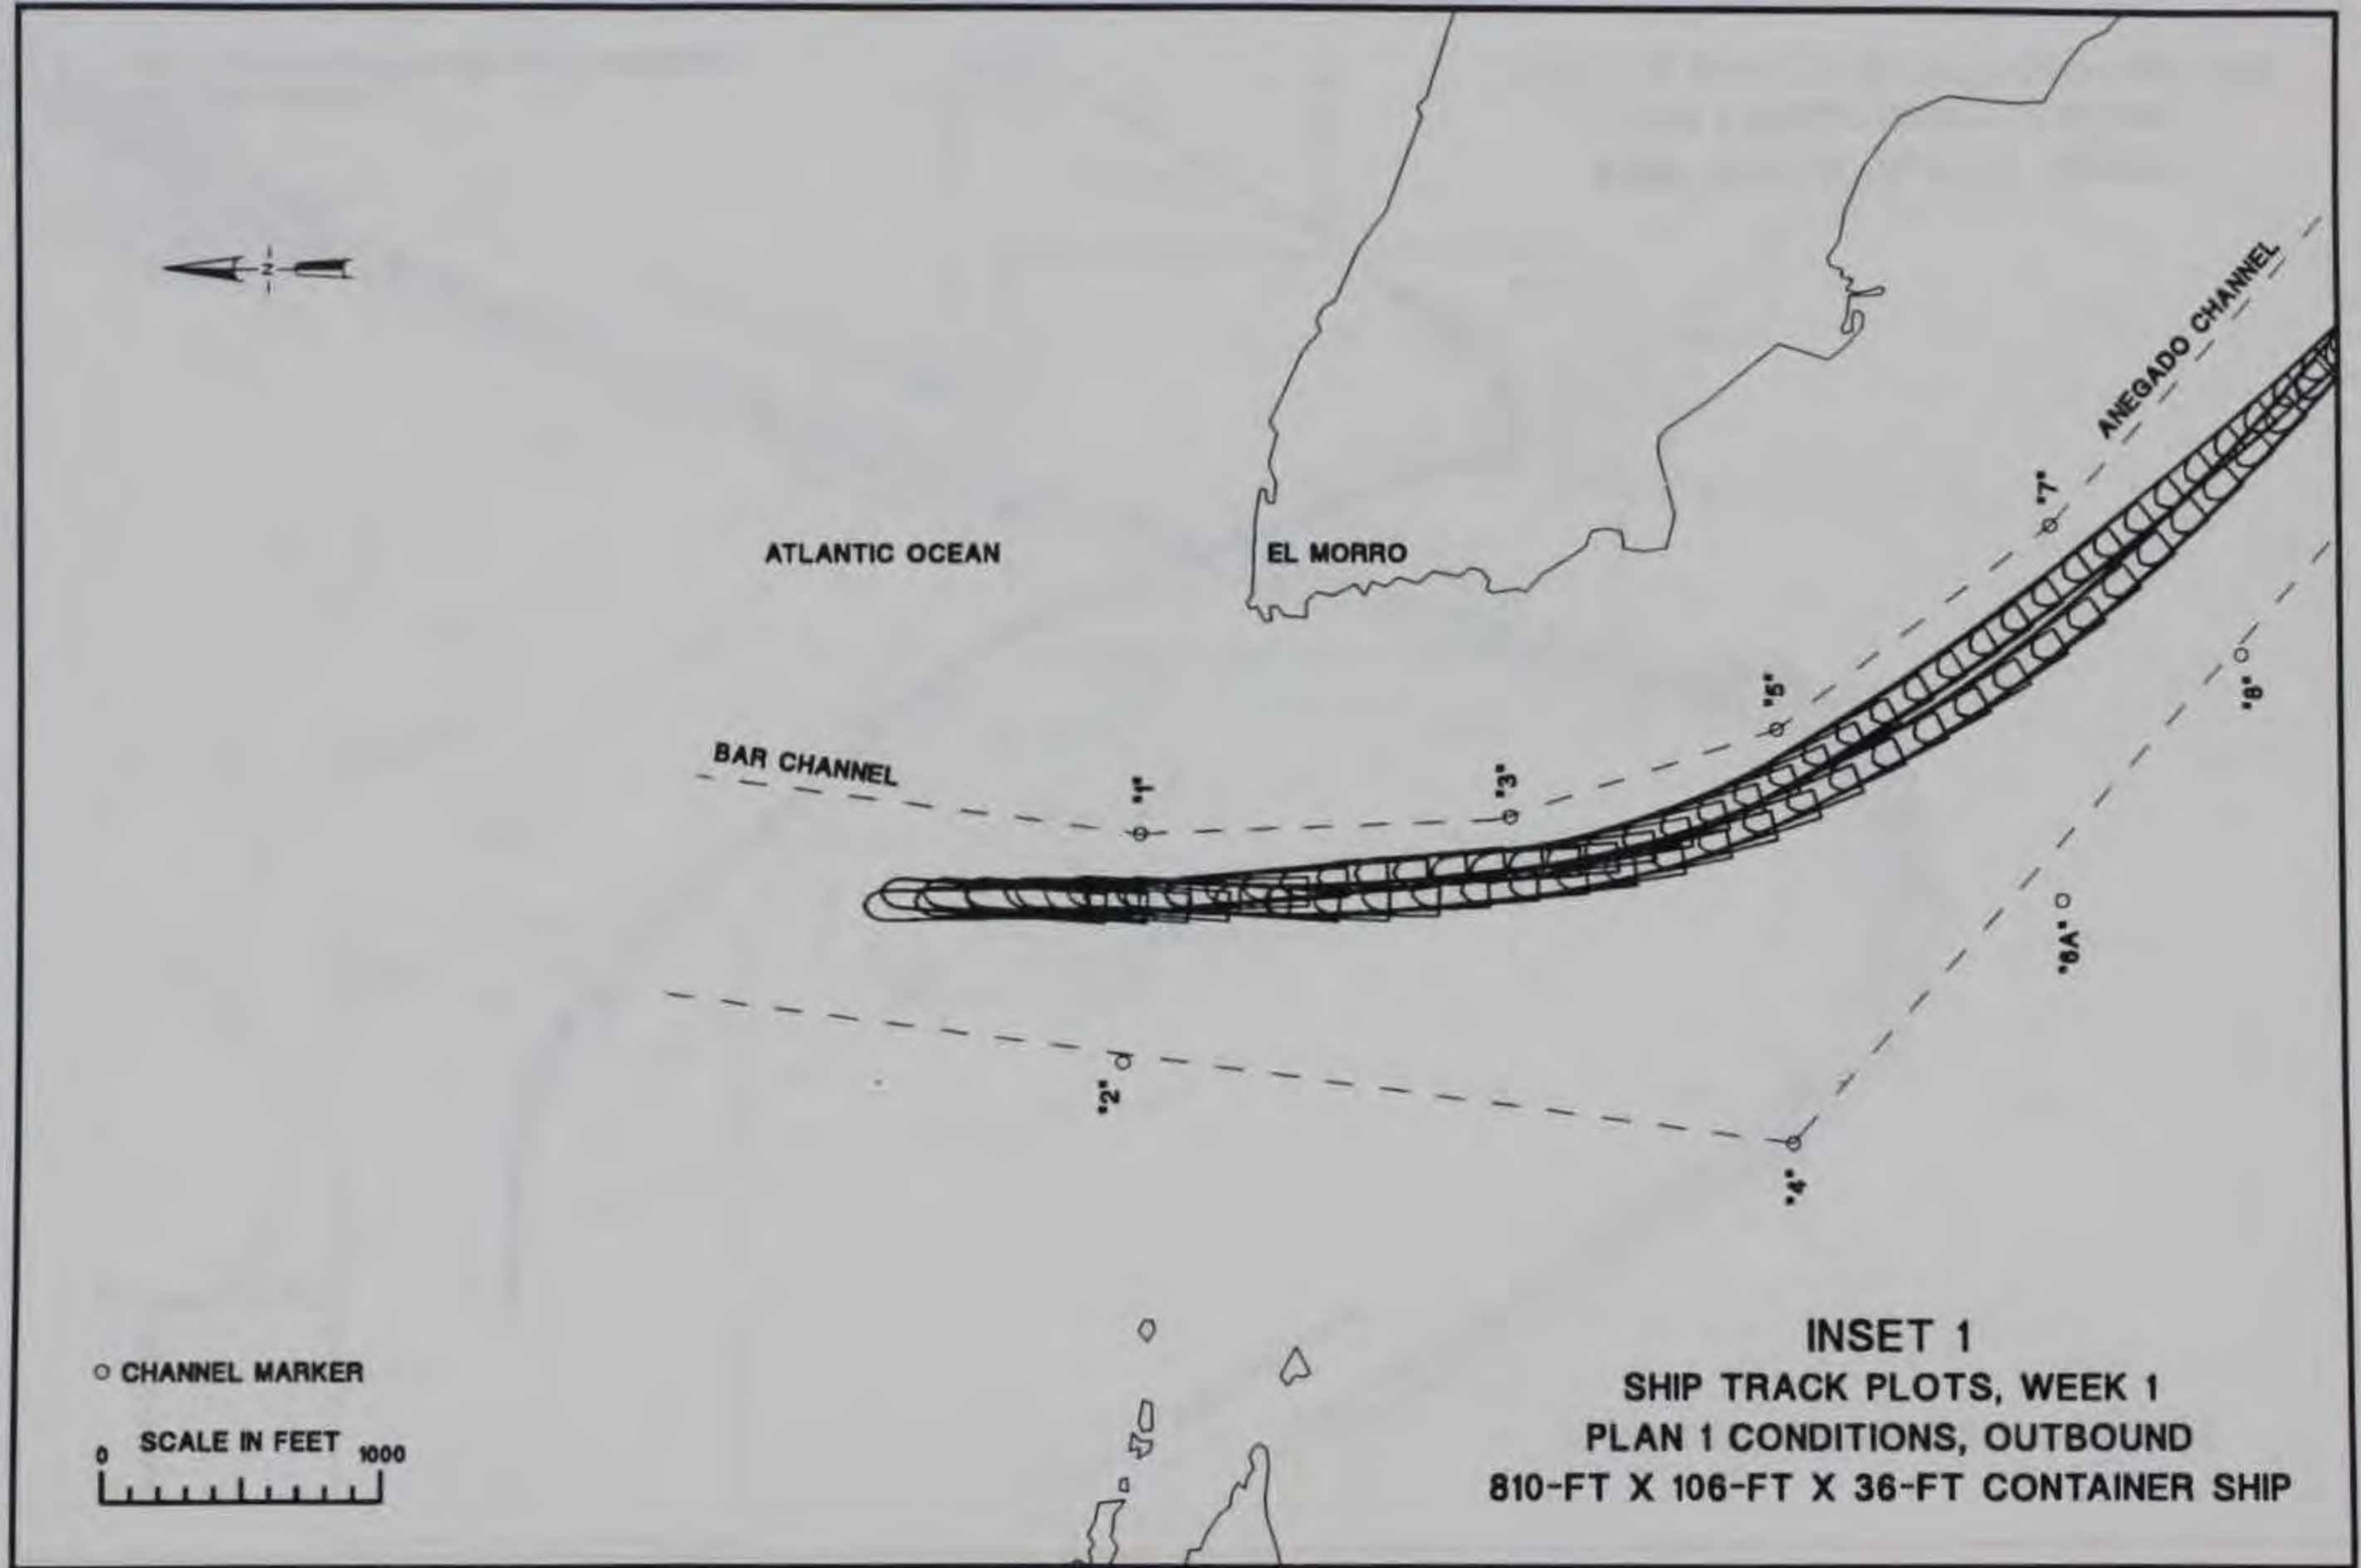 Z
ANEGADO CHANNEL
"7"
ATLANTIC OCEAN
EL MORRO
"5"
"8"
BAR CHANNEL
"1"
"3"
"6A"
"2"
"4"
INSET 1
SHIP TRACK PLOTS, WEEK 1
PLAN 1 CONDITIONS, OUTBOUND
810-FT X 106-FT X 36-FT CONTAINER SHIP
CHANNEL MARKER
SCALE IN FEET
0 1000